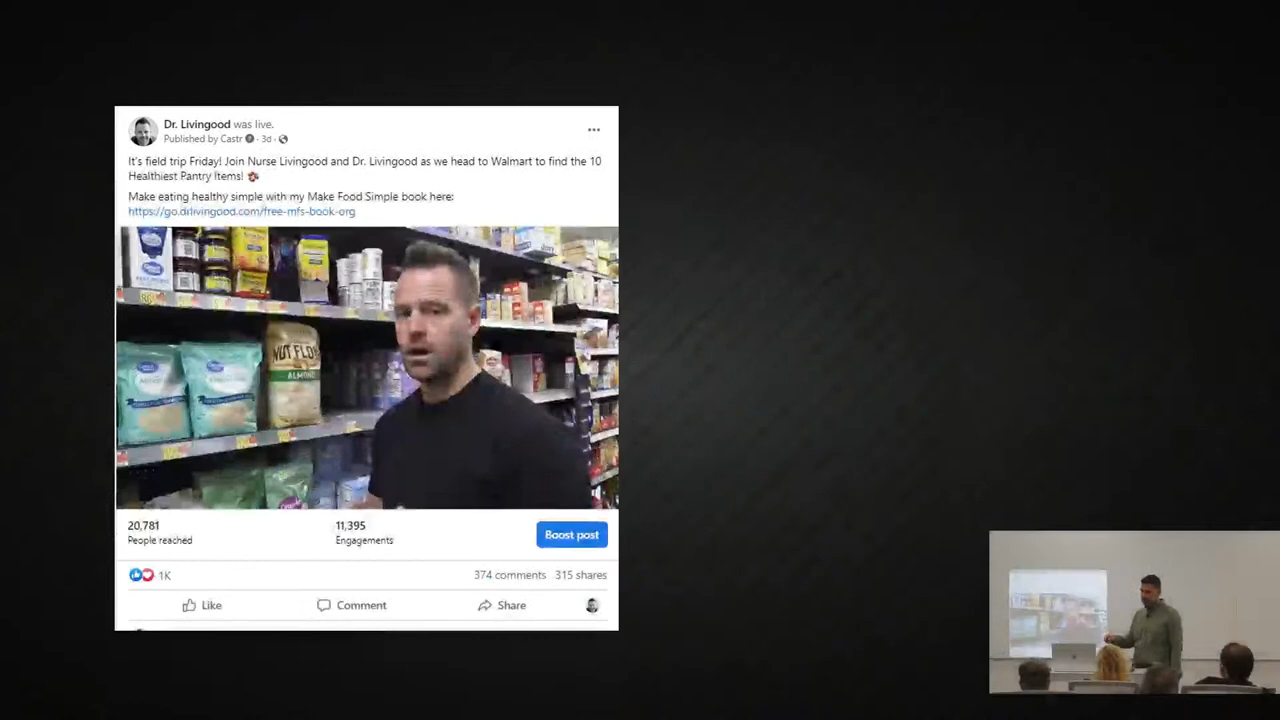 Dr. Livingood was live.
Published by Castr · 3d ·
It's field trip Friday! Join Nurse Livingood and Dr. Livingood as we head to Walmart to find the 10
Healthiest Pantry Items!
Make eating healthy simple with my Make Food Simple book here:
https://go.drlivingood.com/free-mfs-book-org
NUT FLO
ALMON
20,781
People reached
11,395
Engagements
Boost post
1K
374 comments 315 shares
Like
Comment
Share